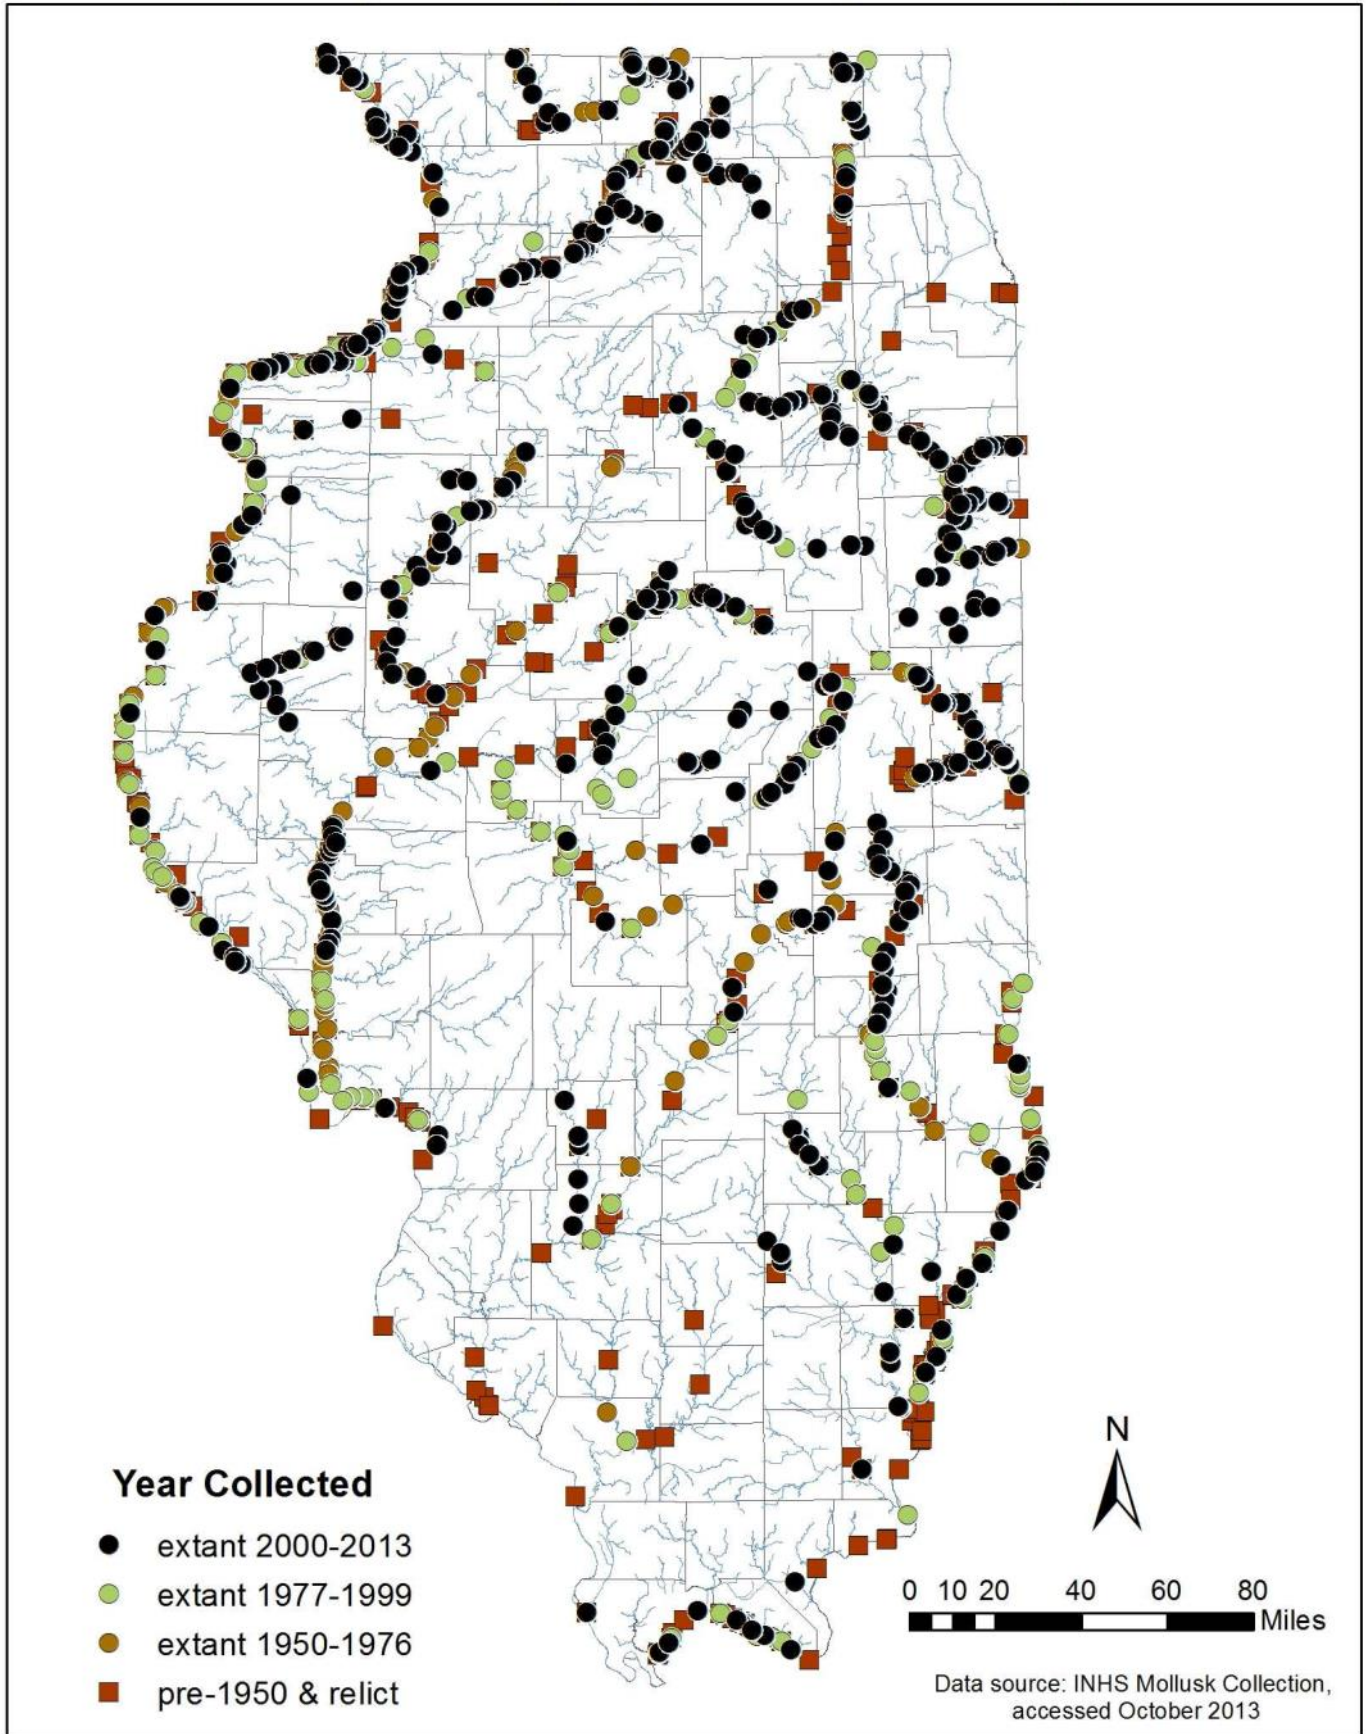 N
Year Collected
extant 2000-2013
extant 1977-1999
extant 1950-1976
pre-1950 & relict
0 10 20 40 60 80
Miles
Data source: INHS Mollusk Collection,
accessed October 2013